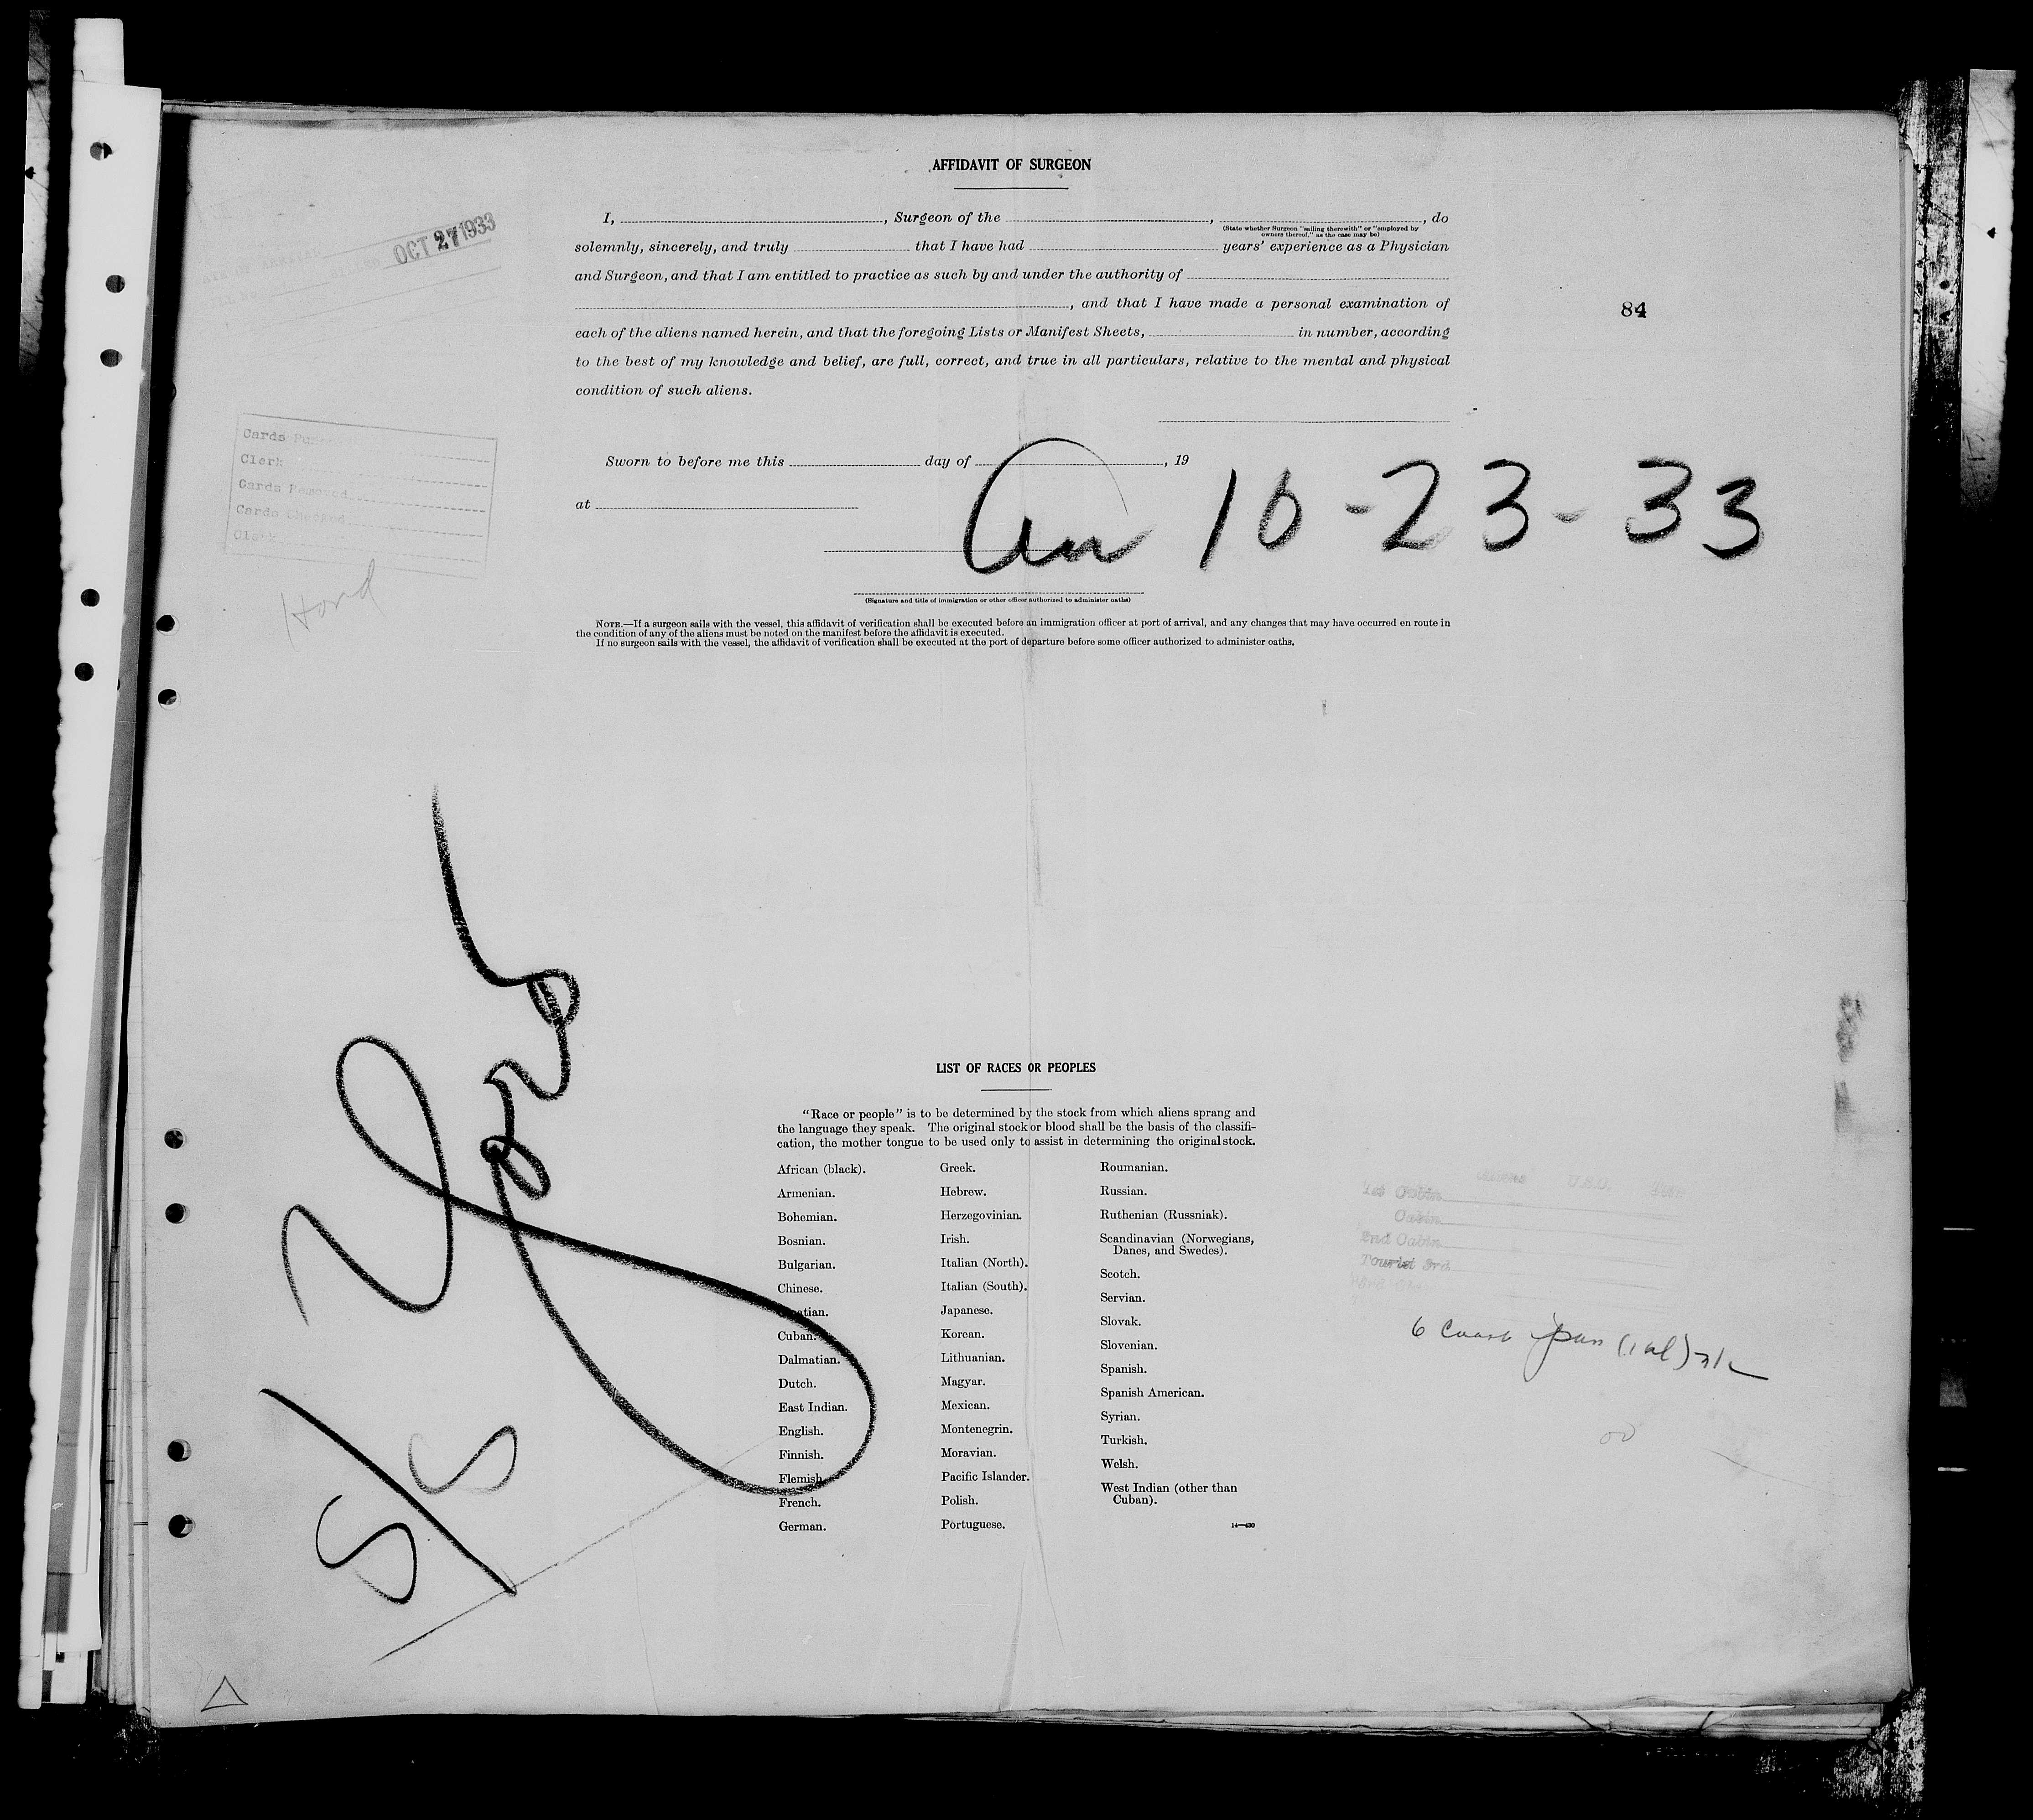 AFFIDAVIT OF SURGEON
I, , Surgeon of the , , do
(State whether Surgeon "sailing therewith" or "employed by
owners thereof," as the case may be)
solemnly, sincerely, and truly that I have had years' experience as a Physician
and Surgeon, and that I am entitled to practice as such by and under the authority of
, and that I have made a personal examination of
each of the aliens named herein, and that the foregoing Lists or Manifest Sheets, in number, according
to the best of my knowledge and belief, are full, correct, and true in all particulars, relative to the mental and physical
condition of such aliens.
OCT 27 1933
84
Cards
Clerk
Cards Removed
Cards Checked
Clerk
Sworn to before me this day of , 19
at
Arr 10-23-33
(Signature and title of immigration or other officer authorized to administer oaths)
NOTE.—If a surgeon sails with the vessel, this affidavit of verification shall be executed before an immigration officer at port of arrival, and any changes that may have occurred en route in
the condition of any of the aliens must be noted on the manifest before the affidavit is executed.
If no surgeon sails with the vessel, the affidavit of verification shall be executed at the port of departure before some officer authorized to administer oaths.
S/S Yoro
LIST OF RACES OR PEOPLES
"Race or people" is to be determined by the stock from which aliens sprang and
the language they speak. The original stock or blood shall be the basis of the classifi-
cation, the mother tongue to be used only to assist in determining the original stock.
African (black).
Armenian.
Bohemian.
Bosnian.
Bulgarian.
Chinese.
Croatian.
Cuban.
Dalmatian.
Dutch.
East Indian.
English.
Finnish.
Flemish.
French.
German.
Greek.
Hebrew.
Herzegovinian.
Irish.
Italian (North).
Italian (South).
Japanese.
Korean.
Lithuanian.
Magyar.
Mexican.
Montenegrin.
Moravian.
Pacific Islander.
Polish.
Portuguese.
Roumanian.
Russian.
Ruthenian (Russniak).
Scandinavian (Norwegians,
Danes, and Swedes).
Scotch.
Servian.
Slovak.
Slovenian.
Spanish.
Spanish American.
Syrian.
Turkish.
Welsh.
West Indian (other than
Cuban).
14—430
Aliens U.S.C.
1st Cabin
Cabin
2nd Cabin
Tourist 3rd
6